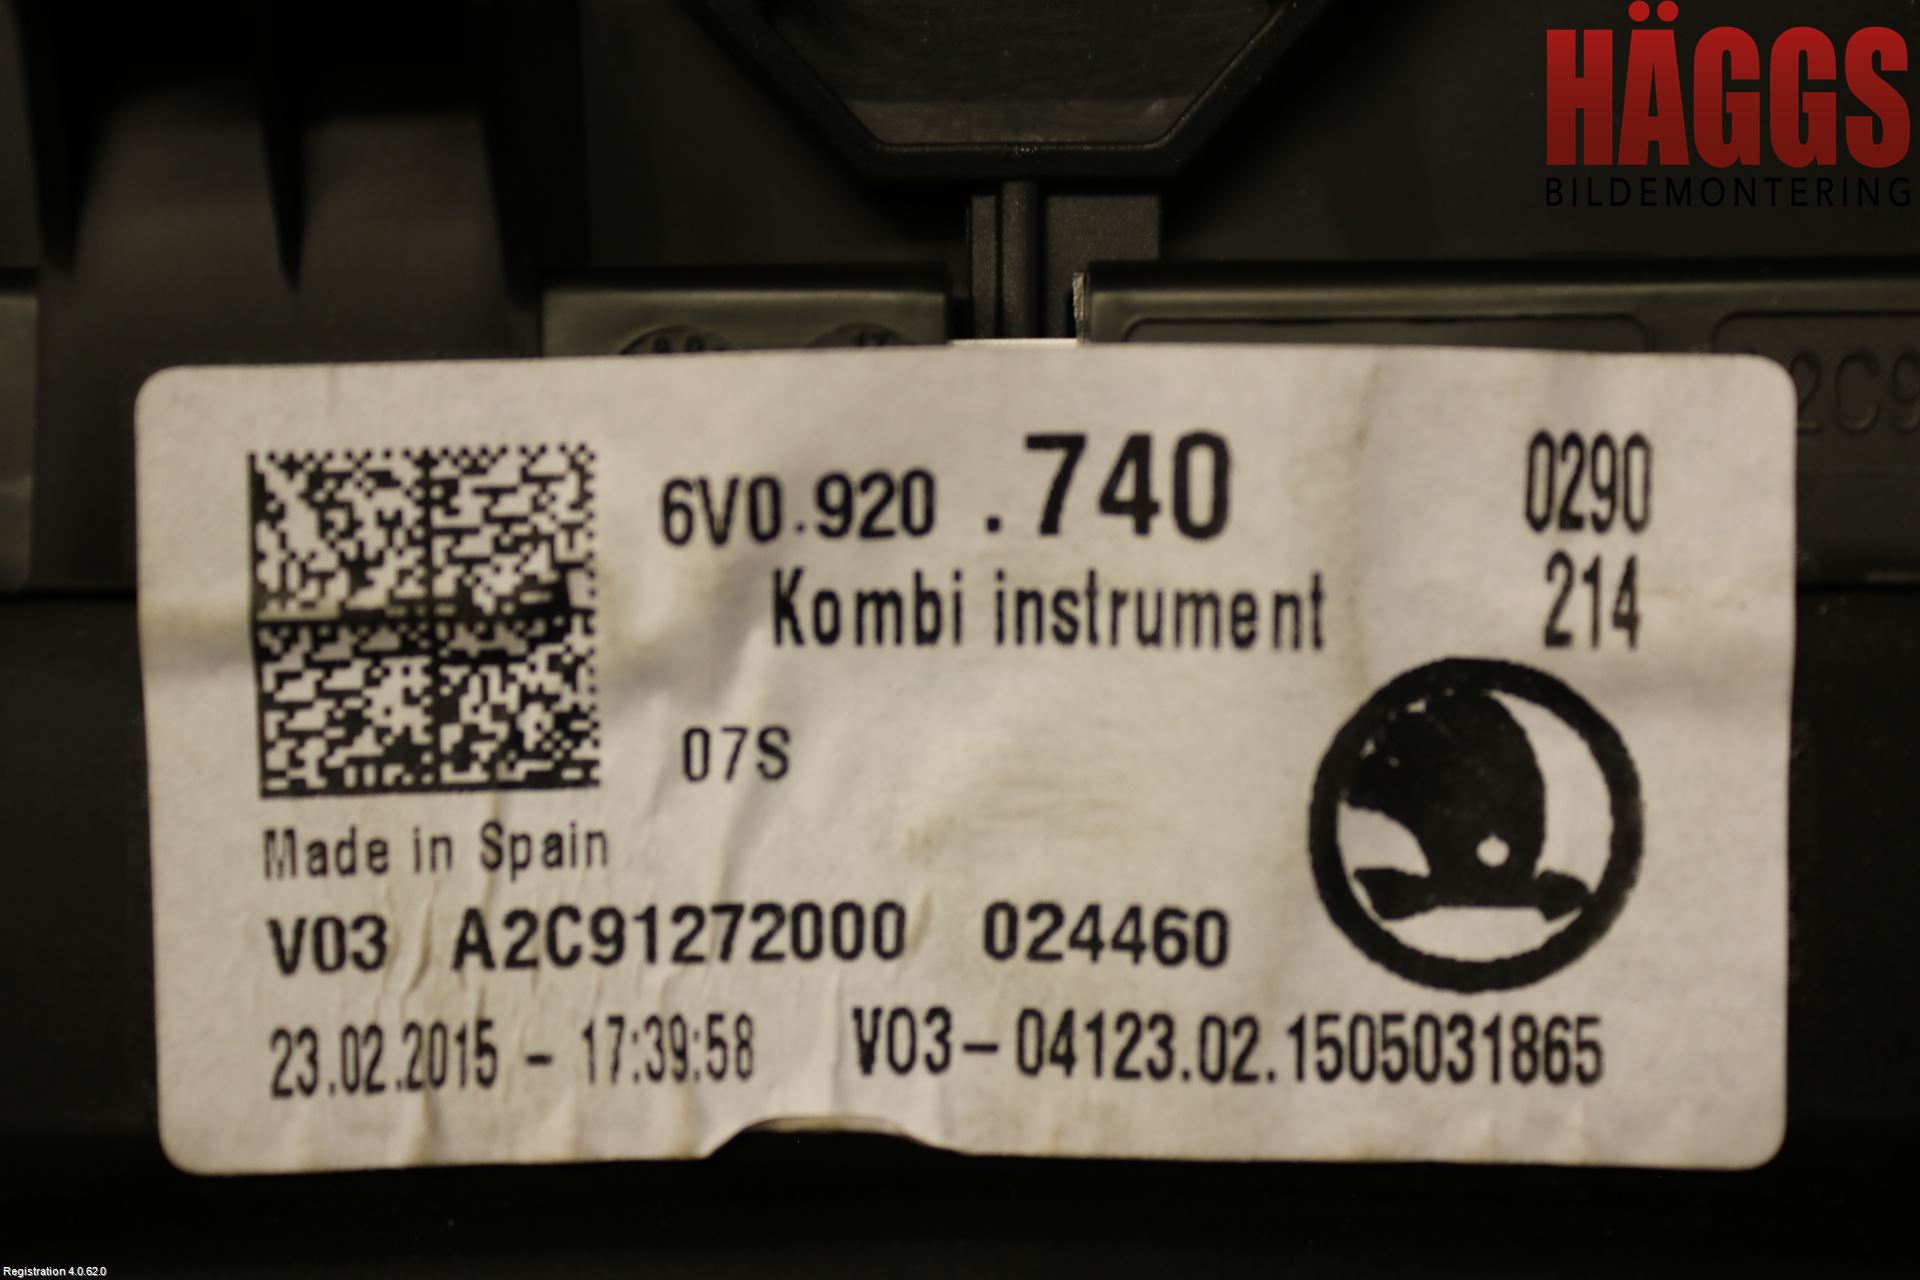 HÄGGS
BILDEMONTERING
2C9
6V0.920 .740 0290
Kombi instrument 214
07S
Made in Spain
V03 A2C91272000 024460
23.02.2015 - 17:39:58 V03-04123.02.1505031865
Registration 4.0.62.0